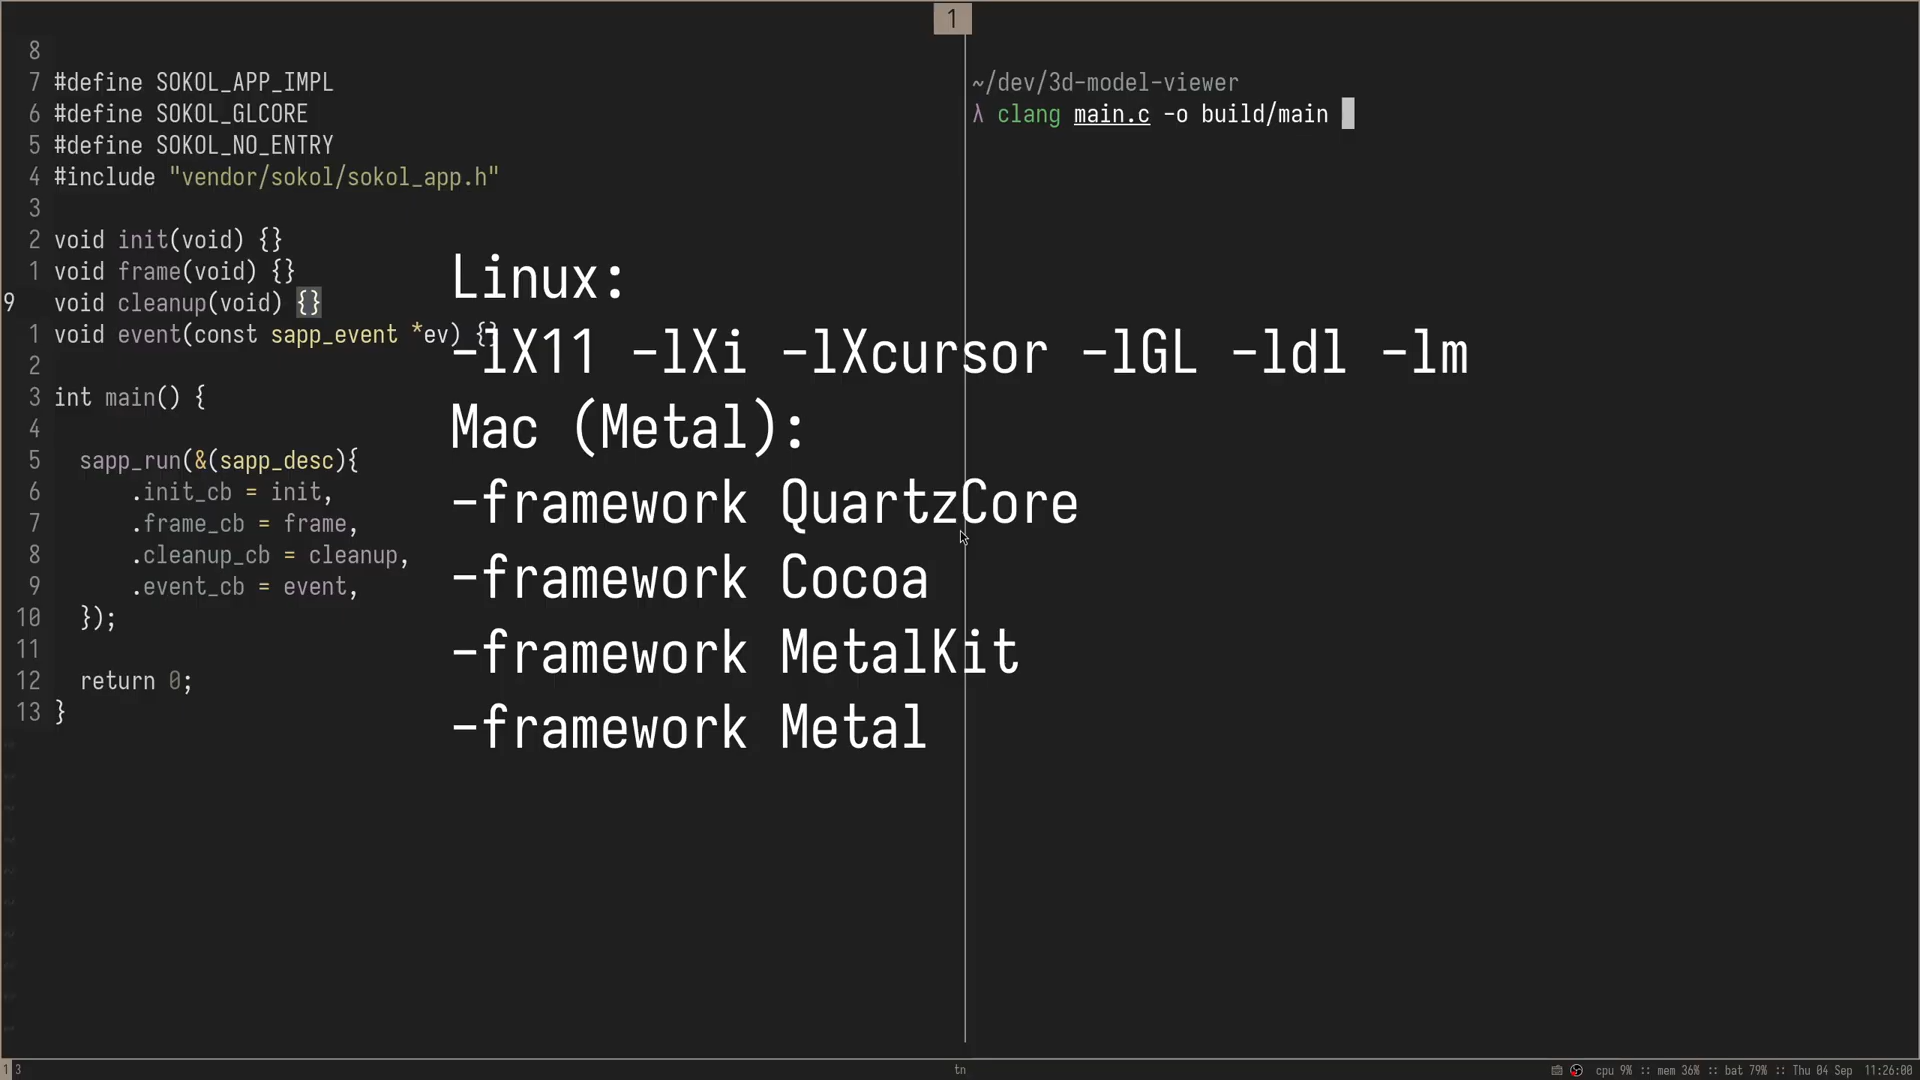 1
8
7 #define SOKOL_APP_IMPL
6 #define SOKOL_GLCORE
5 #define SOKOL_NO_ENTRY
4 #include "vendor/sokol/sokol_app.h"
3
2 void init(void) {}
1 void frame(void) {}
9 void cleanup(void) {}
1 void event(const sapp_event *ev) {}
2
3 int main() {
4
5 sapp_run(&(sapp_desc){
6 .init_cb = init,
7 .frame_cb = frame,
8 .cleanup_cb = cleanup,
9 .event_cb = event,
10 });
11
12 return 0;
13 }
~/dev/3d-model-viewer
λ clang main.c -o build/main
Linux:
-lX11 -lXi -lXcursor -lGL -ldl -lm
Mac (Metal):
-framework QuartzCore
-framework Cocoa
-framework MetalKit
-framework Metal
1 3
tn
cpu 9% :: mem 36% :: bat 79% :: Thu 04 Sep 11:26:00